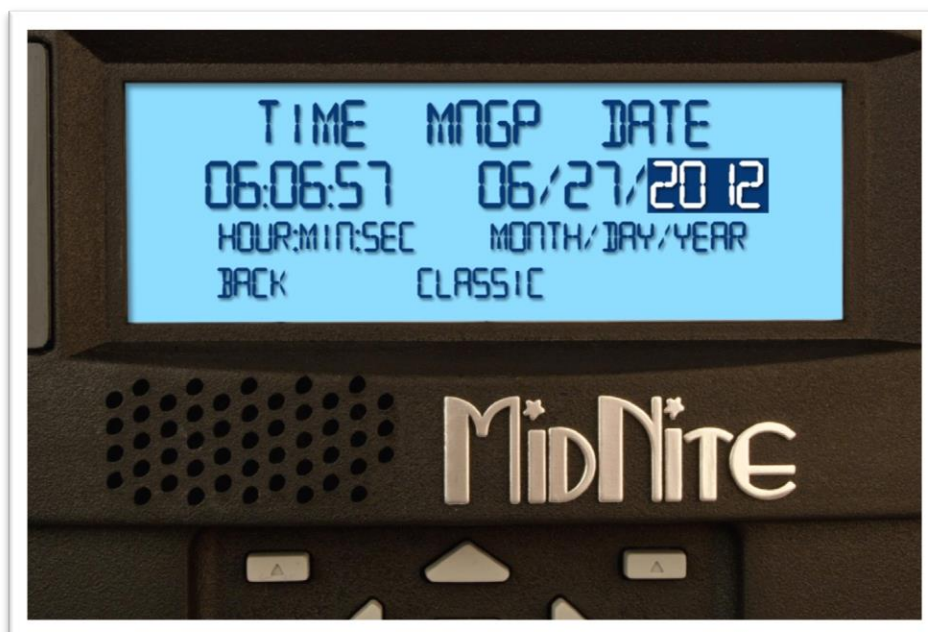 TIME MNGP DATE
06:06:57 06/27/2012
HOUR:MIN:SEC MONTH/DAY/YEAR
BACK CLASSIC
MIDNITE